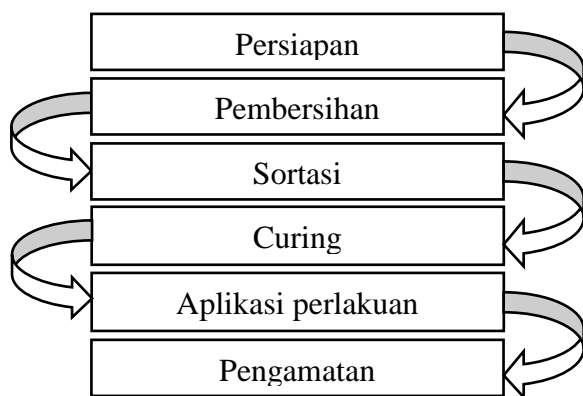 Persiapan
Pembersihan
Sortasi
Curing
Aplikasi perlakuan
Pengamatan